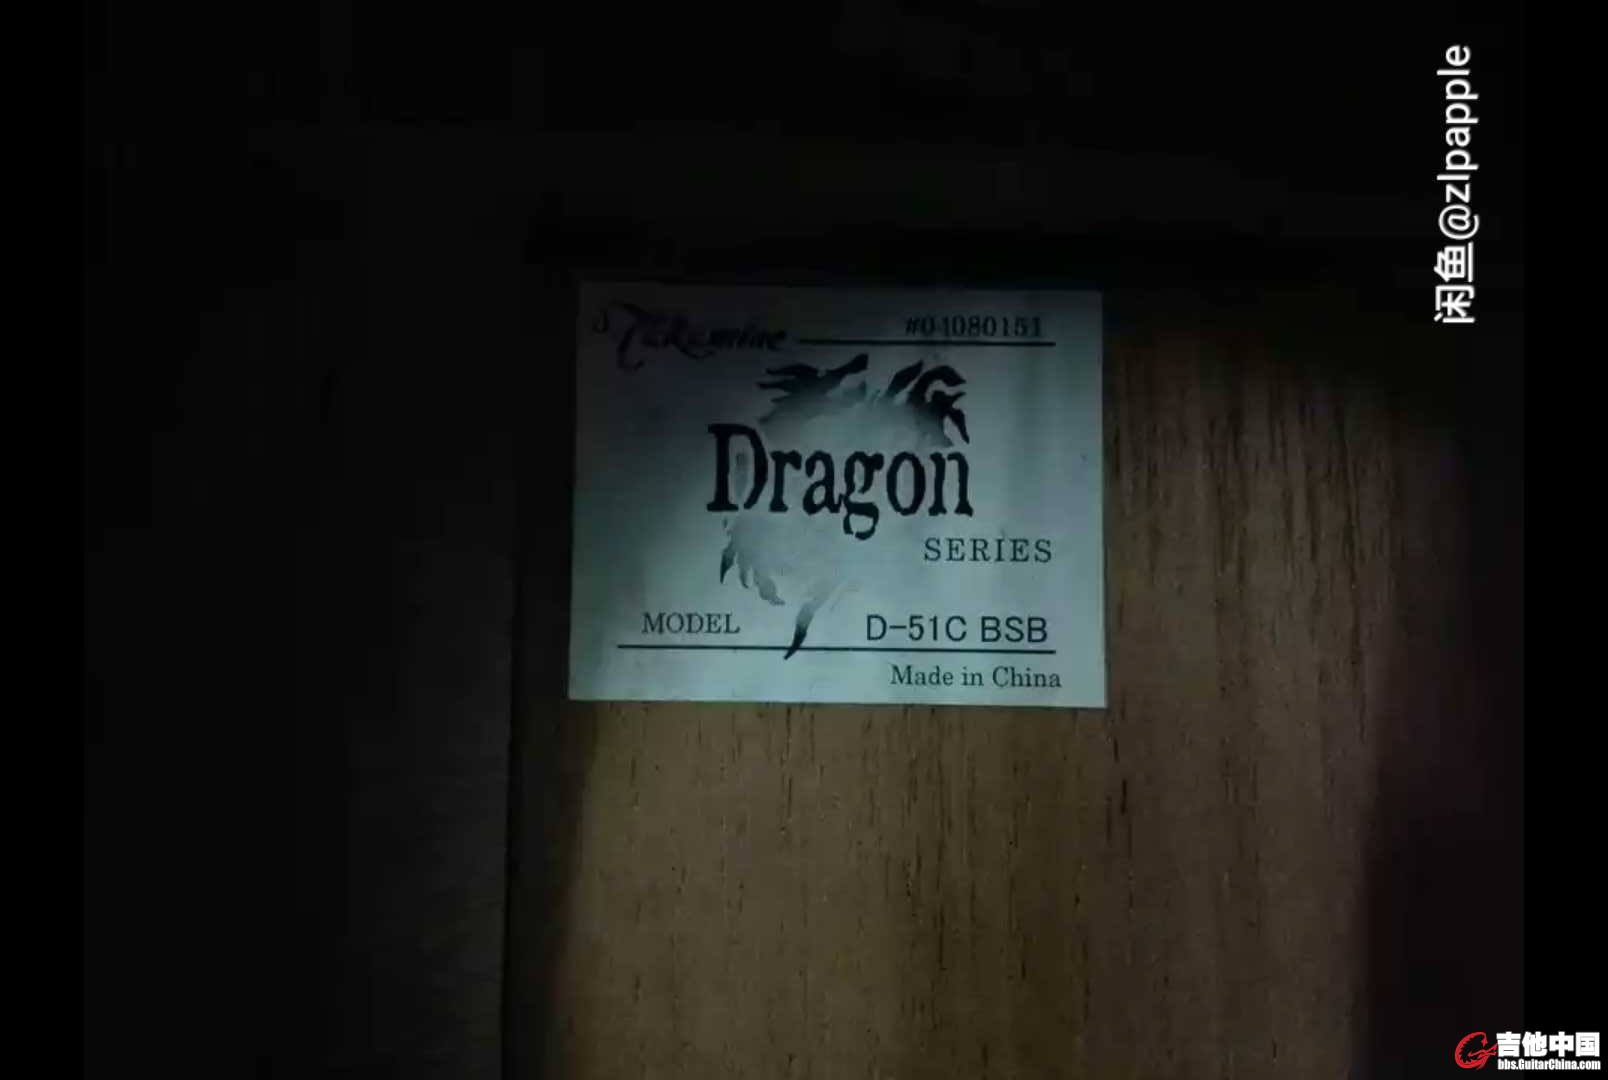 Takamine
#04080151
Dragon
SERIES
MODEL D-51C BSB
Made in China
闲鱼@zlpapple
吉他中国
bbs.GuitarChina.com